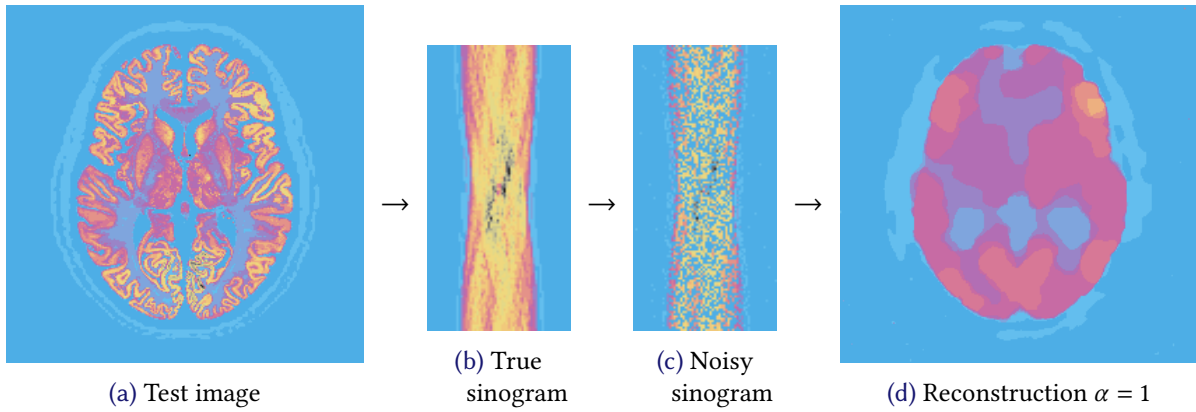 → → →
(a) Test image
(b) True
sinogram
(c) Noisy
sinogram
(d) Reconstruction α = 1